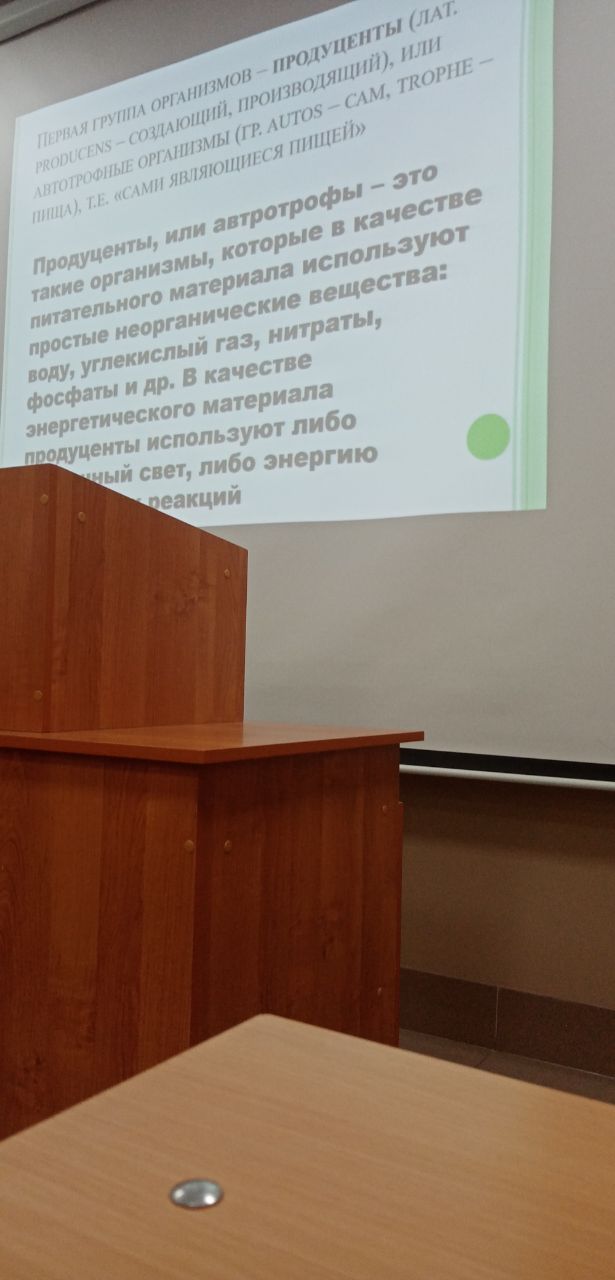 ПЕРВАЯ ГРУППА ОРГАНИЗМОВ – ПРОДУЦЕНТЫ (ЛАТ.
PRODUCENS – СОЗДАЮЩИЙ, ПРОИЗВОДЯЩИЙ), ИЛИ
АВТОТРОФНЫЕ ОРГАНИЗМЫ (ГР. AUTOS – САМ, TROPHE –
ПИЩА), Т.Е. «САМИ ЯВЛЯЮЩИЕСЯ ПИЩЕЙ»
Продуценты, или автротрофы – это
такие организмы, которые в качестве
питательного материала используют
простые неорганические вещества:
воду, углекислый газ, нитраты,
фосфаты и др. В качестве
энергетического материала
продуценты используют либо
свет, либо энергию
реакций